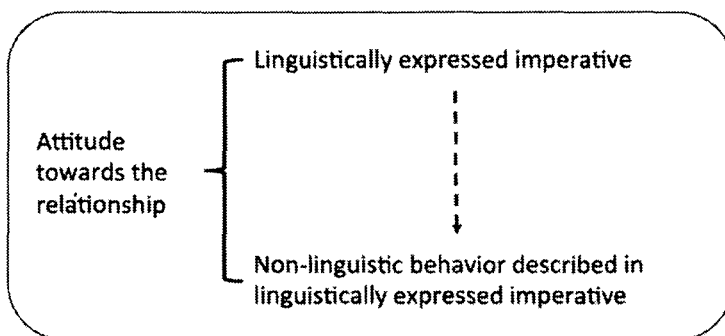 Linguistically expressed imperative
Attitude
towards the
relationship
Non-linguistic behavior described in
linguistically expressed imperative